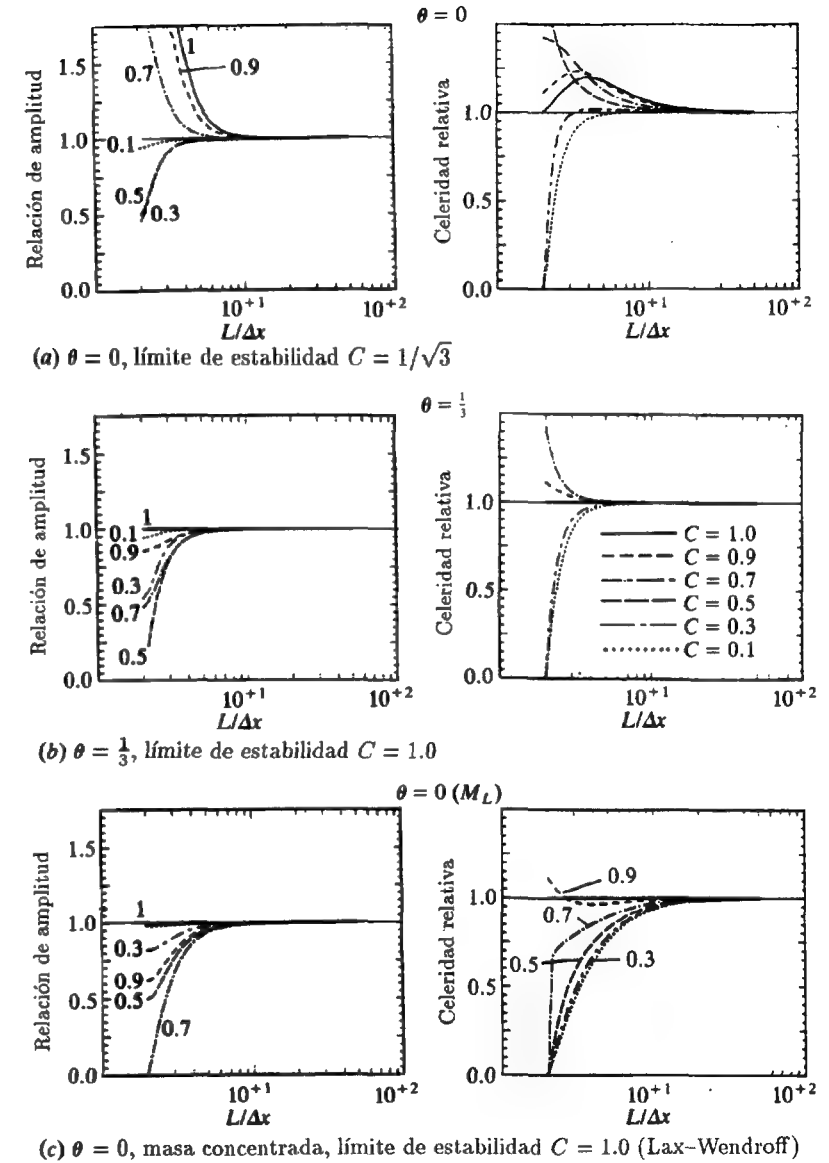 θ = 0
Relación de amplitud
1.5
1.0
0.5
0.0
1
0.9
0.7
0.1
0.5
0.3
10⁺¹
10⁺²
L/Δx
Celeridad relativa
1.0
0.5
0.0
10⁺¹
10⁺²
L/Δx
(a) θ = 0, límite de estabilidad C = 1/√3
θ = 1/3
Relación de amplitud
1.5
1.0
0.5
0.0
1
0.1
0.9
0.3
0.7
0.5
10⁺¹
10⁺²
L/Δx
Celeridad relativa
1.0
0.5
0.0
C = 1.0
C = 0.9
C = 0.7
C = 0.5
C = 0.3
C = 0.1
10⁺¹
10⁺²
L/Δx
(b) θ = 1/3, límite de estabilidad C = 1.0
θ = 0 (M_L)
Relación de amplitud
1.5
1.0
0.5
0.0
1
0.3
0.9
0.5
0.7
10⁺¹
10⁺²
L/Δx
Celeridad relativa
1.0
0.5
0.0
0.9
0.7
0.5
0.3
10⁺¹
10⁺²
L/Δx
(c) θ = 0, masa concentrada, límite de estabilidad C = 1.0 (Lax–Wendroff)